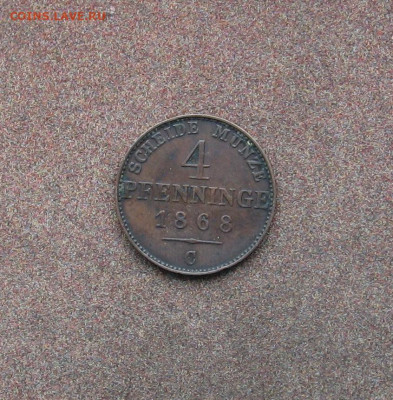 COINS.LAVE.RU
SCHEIDE MÜNZE
4
PFENNINGE
1868
C